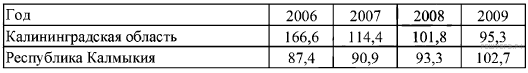 Год 2006 2007 2008 2009
Калининградская область 166,6 114,4 101,8 95,3
Республика Калмыкия 87,4 90,9 93,3 102,7